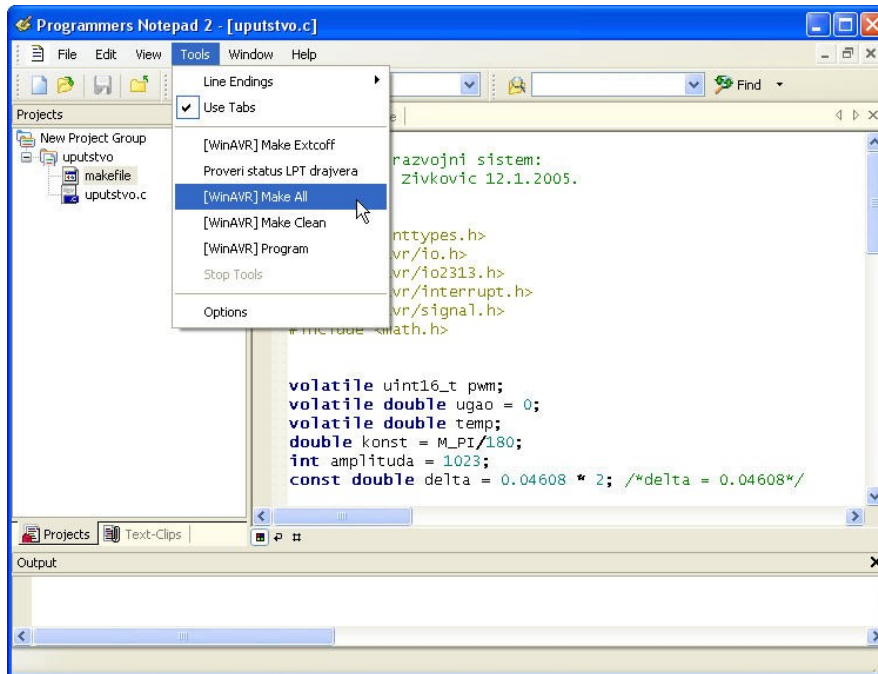 Programmers Notepad 2 - [uputstvo.c]
File Edit View Tools Window Help
Find
Projects
New Project Group
uputstvo
makefile
uputstvo.c
Line Endings
Use Tabs
[WinAVR] Make Extcoff
Proveri status LPT drajvera
[WinAVR] Make All
[WinAVR] Make Clean
[WinAVR] Program
Stop Tools
Options
e
razvojni sistem:
zivkovic 12.1.2005.
nttypes.h>
vr/io.h>
vr/io2313.h>
vr/interrupt.h>
vr/signal.h>
#include <math.h>
volatile uint16_t pwm;
volatile double ugao = 0;
volatile double temp;
double konst = M_PI/180;
int amplituda = 1023;
const double delta = 0.04608 * 2; /*delta = 0.04608*/
Projects Text-Clips
Output